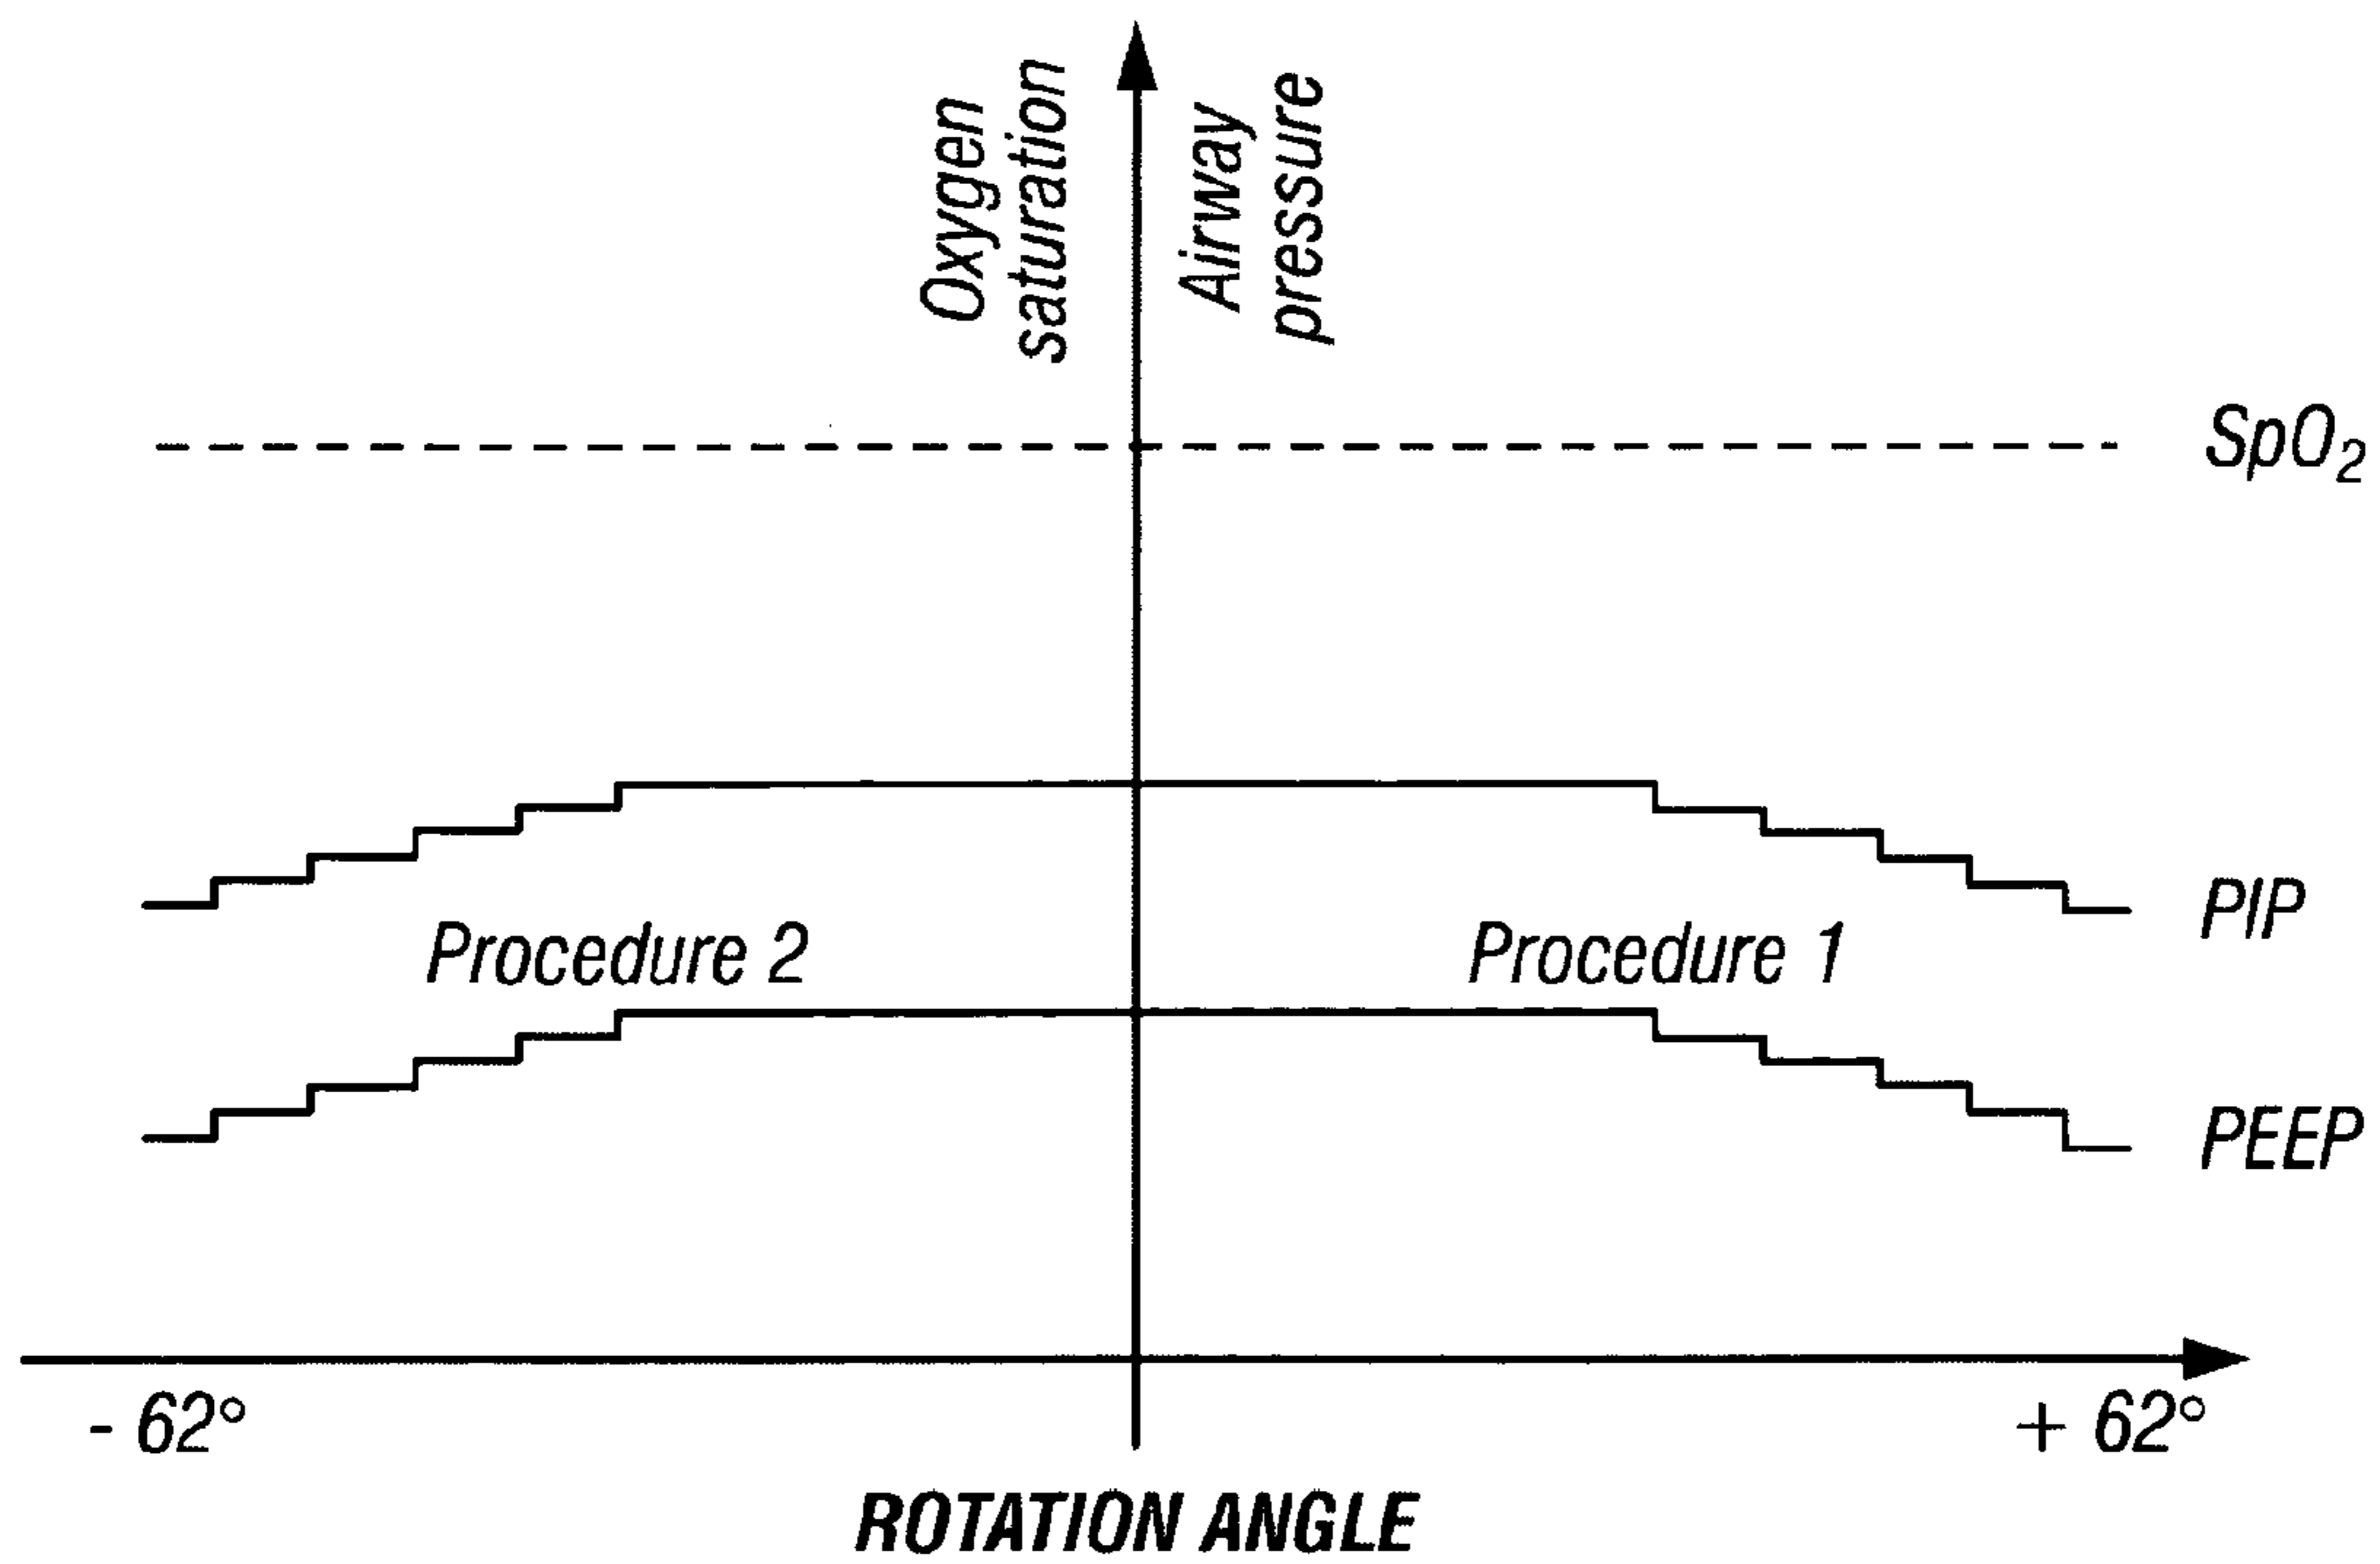 Oxygen
saturation
Airway
pressure
SpO₂
PIP
Procedure 2
Procedure 1
PEEP
- 62°
+ 62°
ROTATION ANGLE